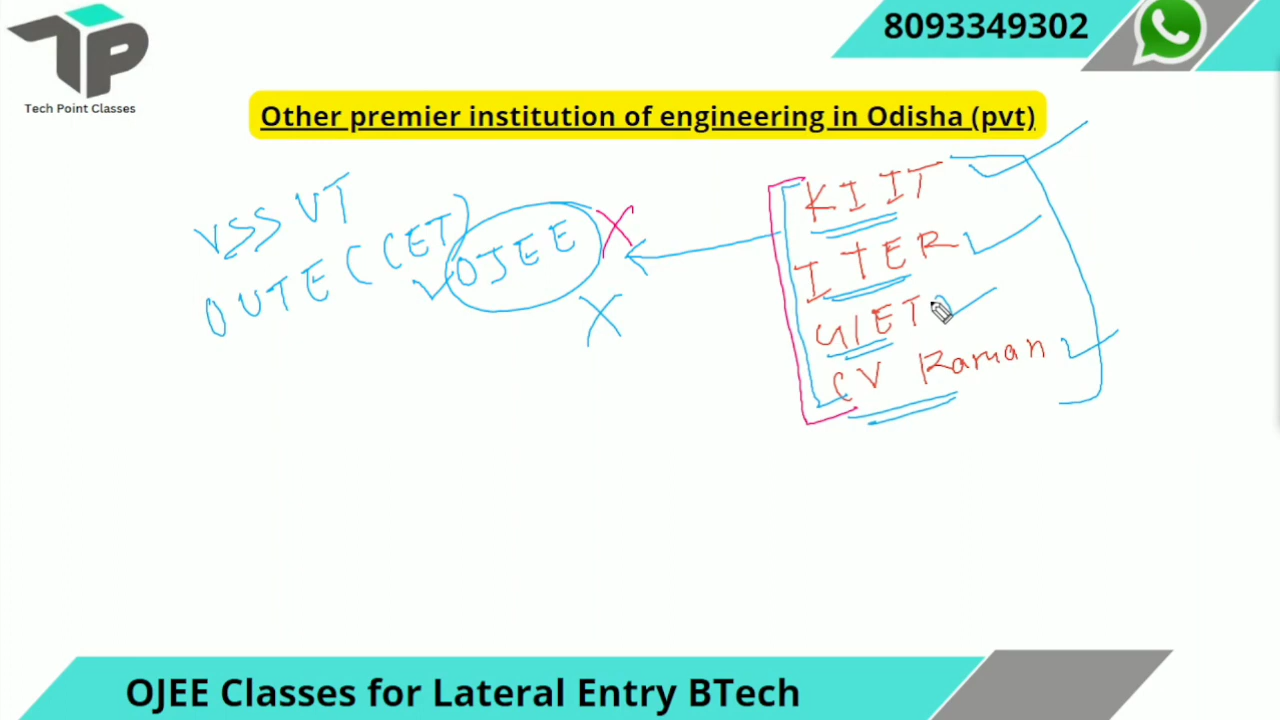 8093349302
Tech Point Classes
Other premier institution of engineering in Odisha (pvt)
VSSUT
OUTE (CET)
OJEE
KIIT
ITER
GIET
CV Raman
OJEE Classes for Lateral Entry BTech